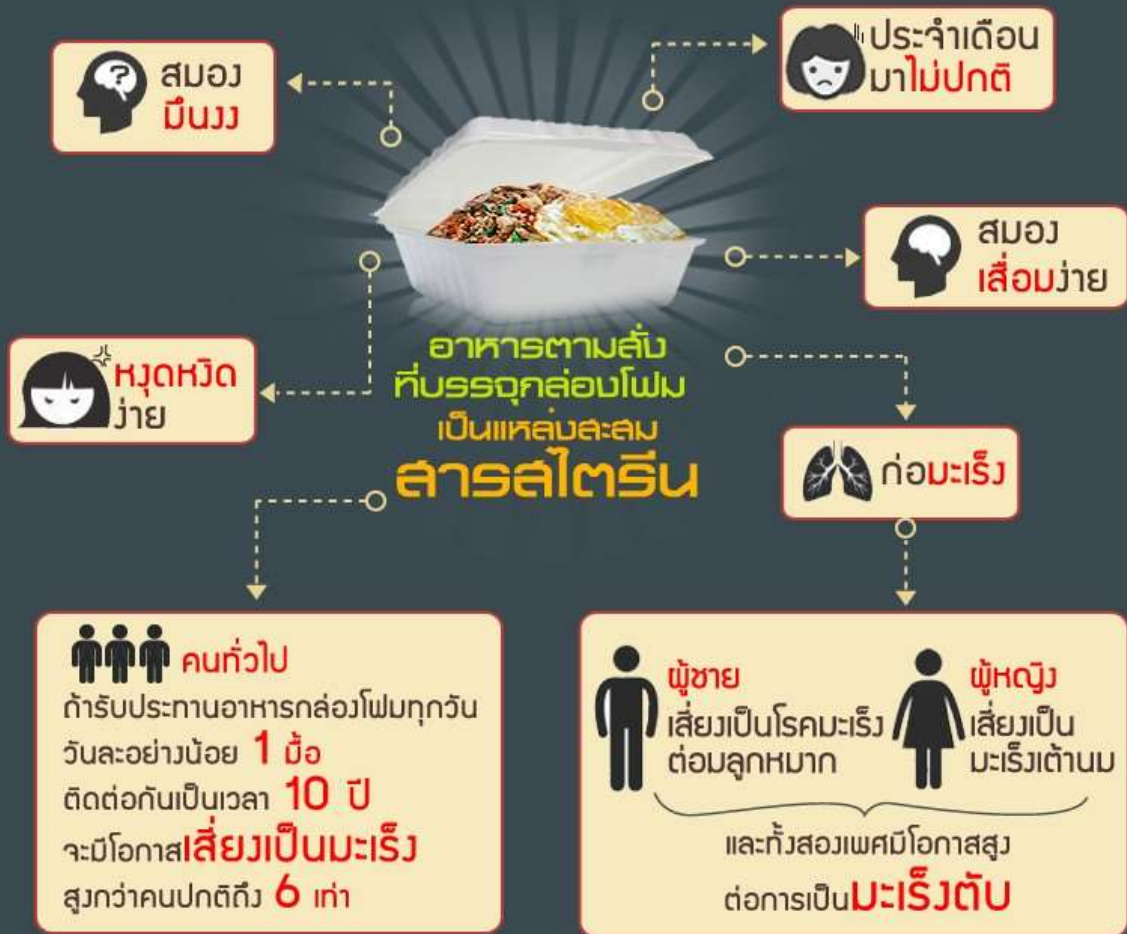 สมอง
มึนงง
ประจำเดือน
มาไม่ปกติ
สมอง
เสื่อมง่าย
หงุดหงิด
ง่าย
อาหารตามสั่ง
ที่บรรจุกล่องโฟม
เป็นแหล่งสะสม
สารสไตรีน
ก่อมะเร็ง
คนทั่วไป
ถ้ารับประทานอาหารกล่องโฟมทุกวัน
วันละอย่างน้อย 1 มื้อ
ติดต่อกันเป็นเวลา 10 ปี
จะมีโอกาสเสี่ยงเป็นมะเร็ง
สูงกว่าคนปกติถึง 6 เท่า
ผู้ชาย
เสี่ยงเป็นโรคมะเร็ง
ต่อมลูกหมาก
ผู้หญิง
เสี่ยงเป็น
มะเร็งเต้านม
และทั้งสองเพศมีโอกาสสูง
ต่อการเป็นมะเร็งตับ